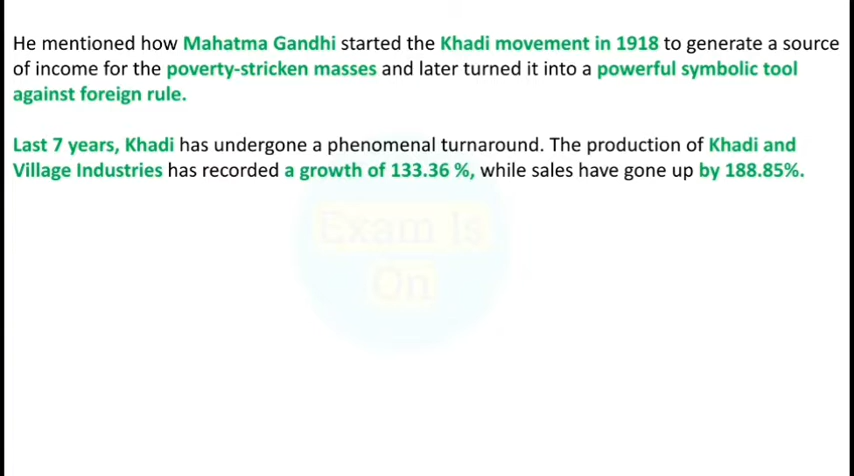 He mentioned how Mahatma Gandhi started the Khadi movement in 1918 to generate a source
of income for the poverty-stricken masses and later turned it into a powerful symbolic tool
against foreign rule.
Last 7 years, Khadi has undergone a phenomenal turnaround. The production of Khadi and
Village Industries has recorded a growth of 133.36 %, while sales have gone up by 188.85%.
Exam Is
On